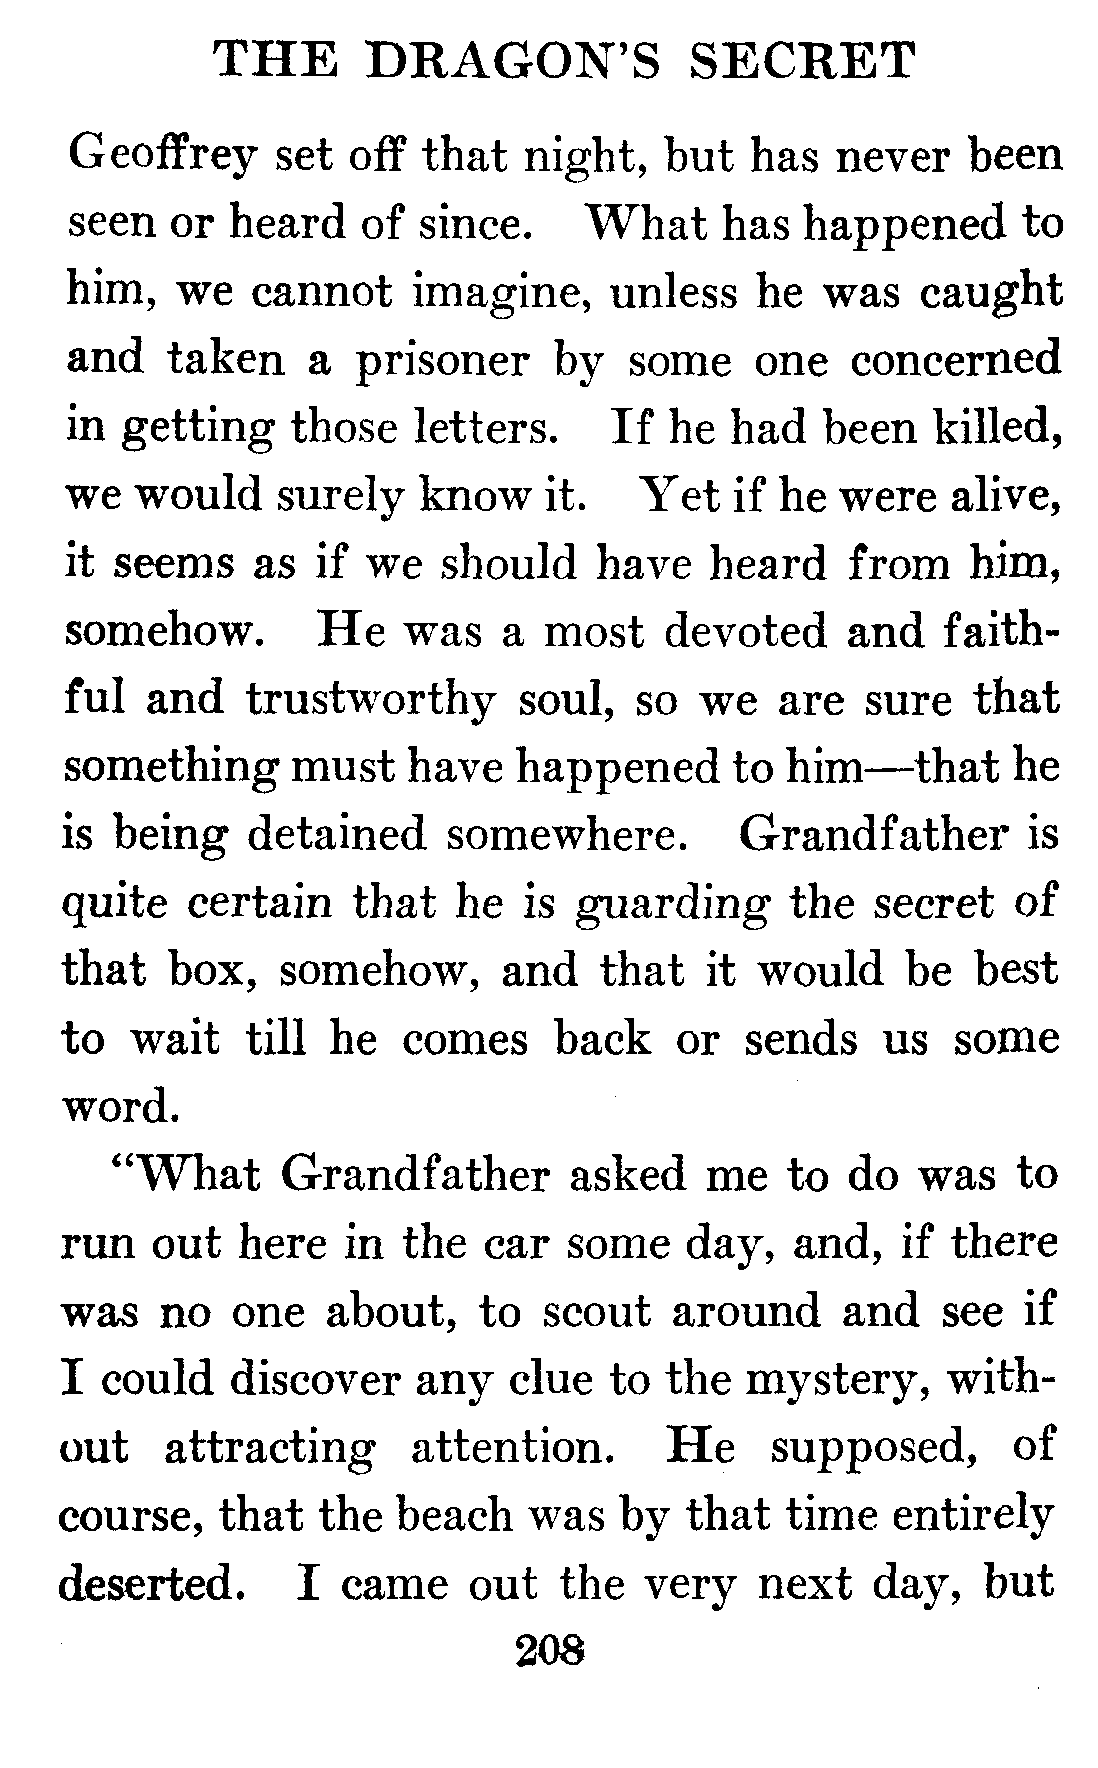 THE DRAGON'S SECRET
Geoffrey set off that night, but has never been
seen or heard of since. What has happened to
him, we cannot imagine, unless he was caught
and taken a prisoner by some one concerned
in getting those letters. If he had been killed,
we would surely know it. Yet if he were alive,
it seems as if we should have heard from him,
somehow. He was a most devoted and faith-
ful and trustworthy soul, so we are sure that
something must have happened to him—that he
is being detained somewhere. Grandfather is
quite certain that he is guarding the secret of
that box, somehow, and that it would be best
to wait till he comes back or sends us some
word.
“What Grandfather asked me to do was to
run out here in the car some day, and, if there
was no one about, to scout around and see if
I could discover any clue to the mystery, with-
out attracting attention. He supposed, of
course, that the beach was by that time entirely
deserted. I came out the very next day, but
208